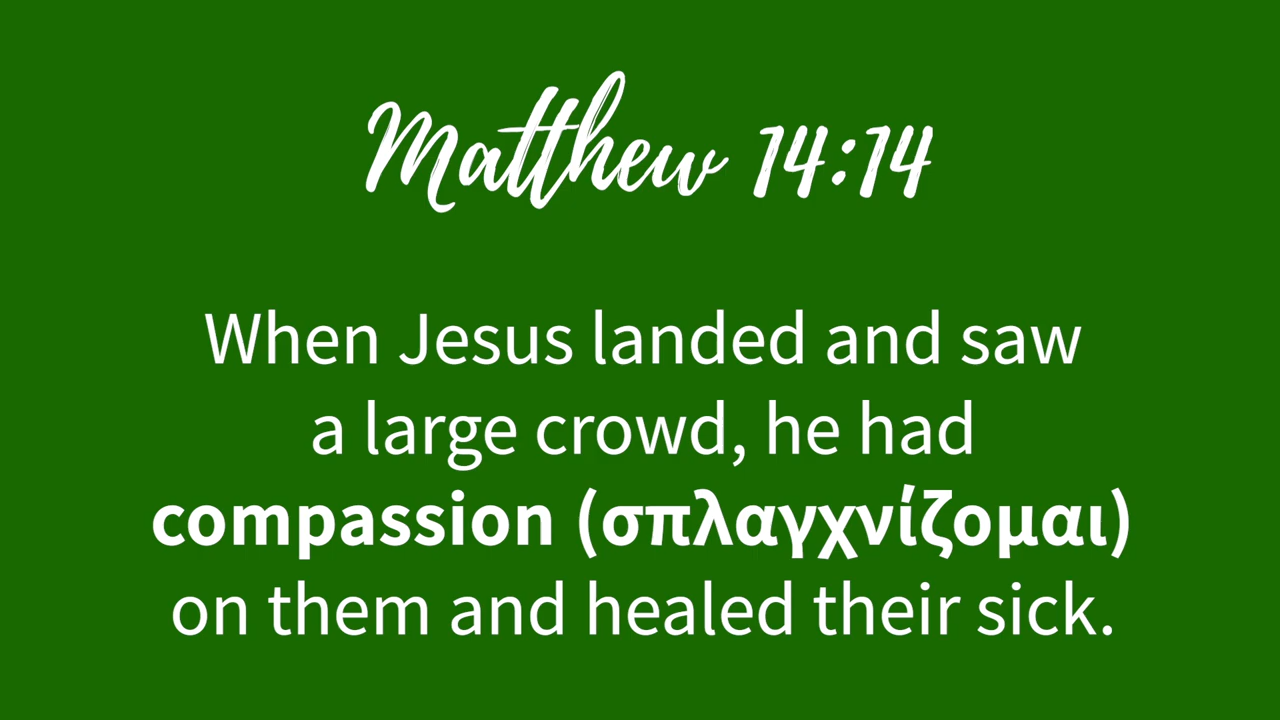 Matthew 14:14
When Jesus landed and saw
a large crowd, he had
compassion (σπλαγχνίζομαι)
on them and healed their sick.